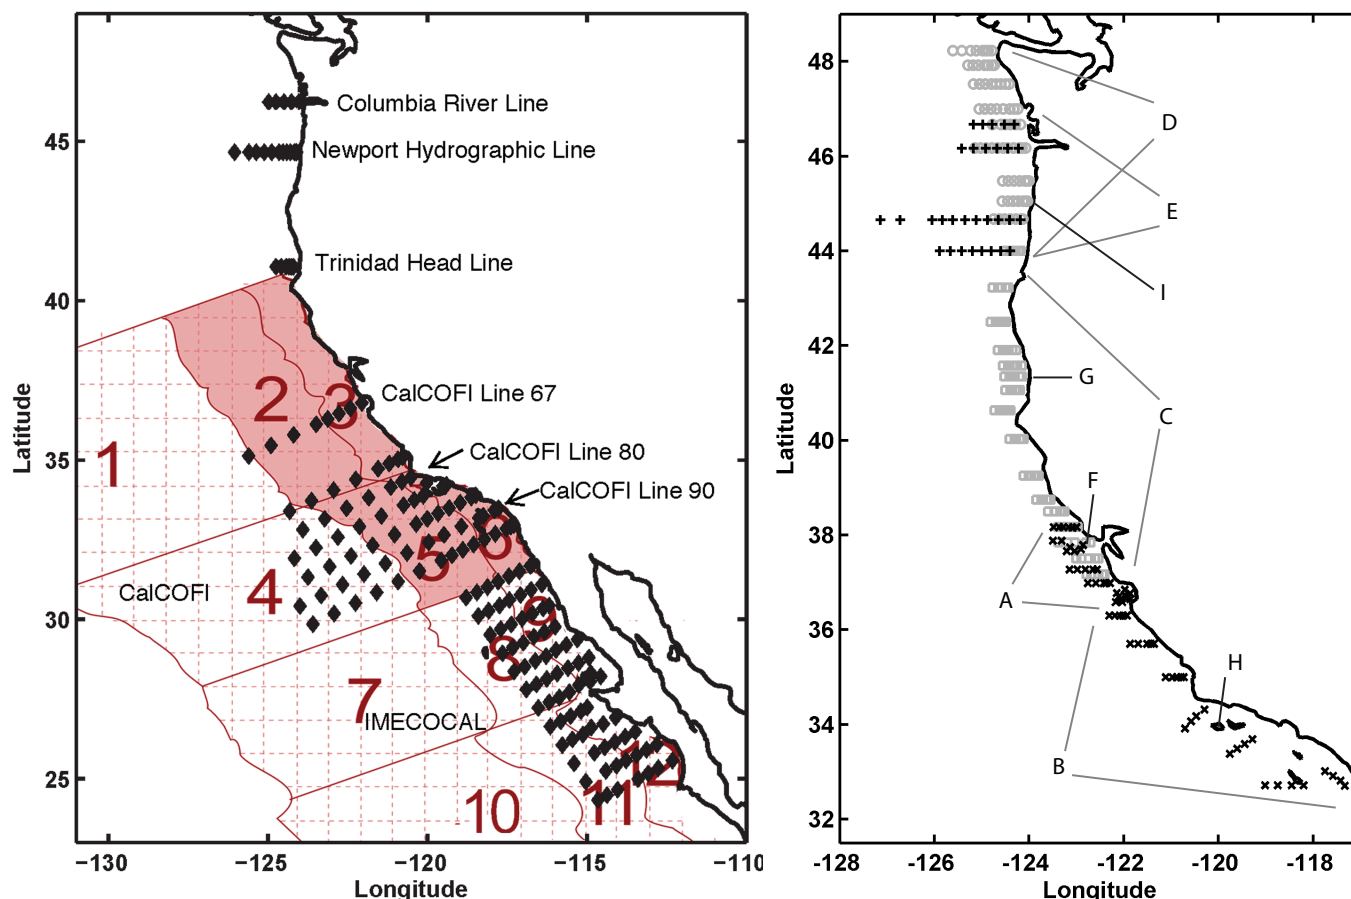 Columbia River Line
Newport Hydrographic Line
Trinidad Head Line
CalCOFI Line 67
CalCOFI Line 80
CalCOFI Line 90
CalCOFI
IMECOCAL
1
2
3
4
5
6
7
8
9
10
11
12
45
40
35
30
25
Latitude
−130
−125
−120
−115
−110
Longitude
D
E
I
G
C
F
A
H
B
48
46
44
42
40
38
36
34
32
Latitude
-128
-126
-124
-122
-120
-118
Longitude